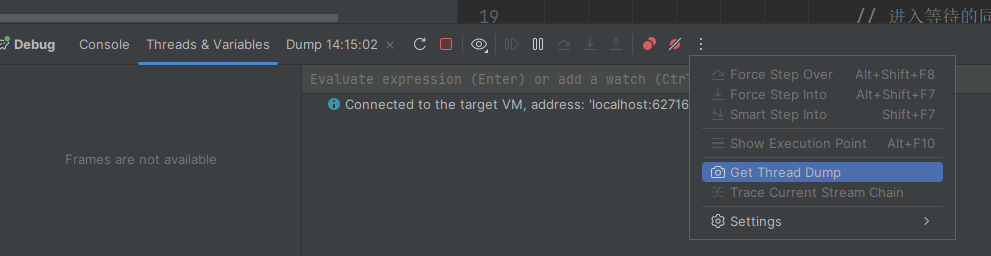 19 // 进入等待的同
Debug Console Threads & Variables Dump 14:15:02
Evaluate expression (Enter) or add a watch (Ctr
Connected to the target VM, address: 'localhost:62716
Frames are not available
Force Step Over Alt+Shift+F8
Force Step Into Alt+Shift+F7
Smart Step Into Shift+F7
Show Execution Point Alt+F10
Get Thread Dump
Trace Current Stream Chain
Settings